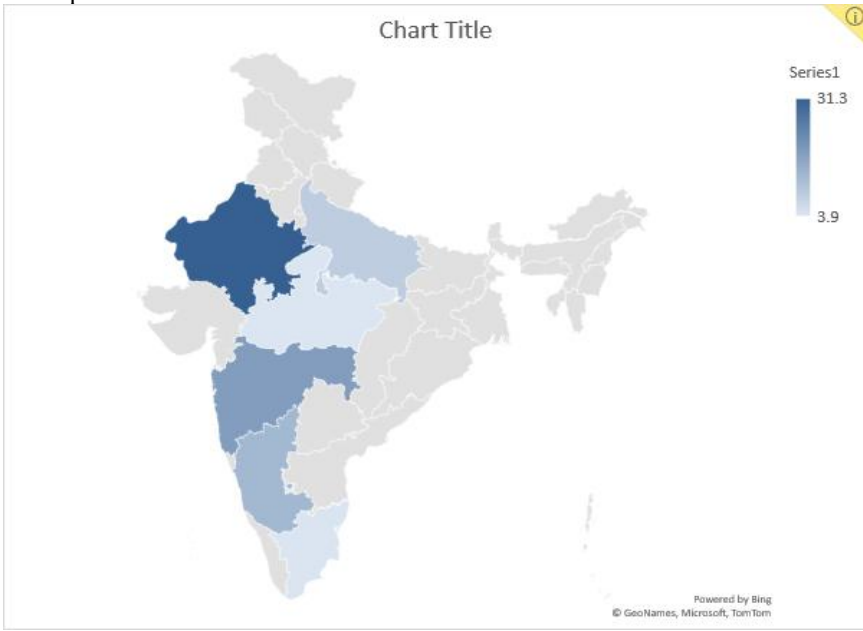 Chart Title
Series1
31.3
3.9
Powered by Bing
© GeoNames, Microsoft, TomTom